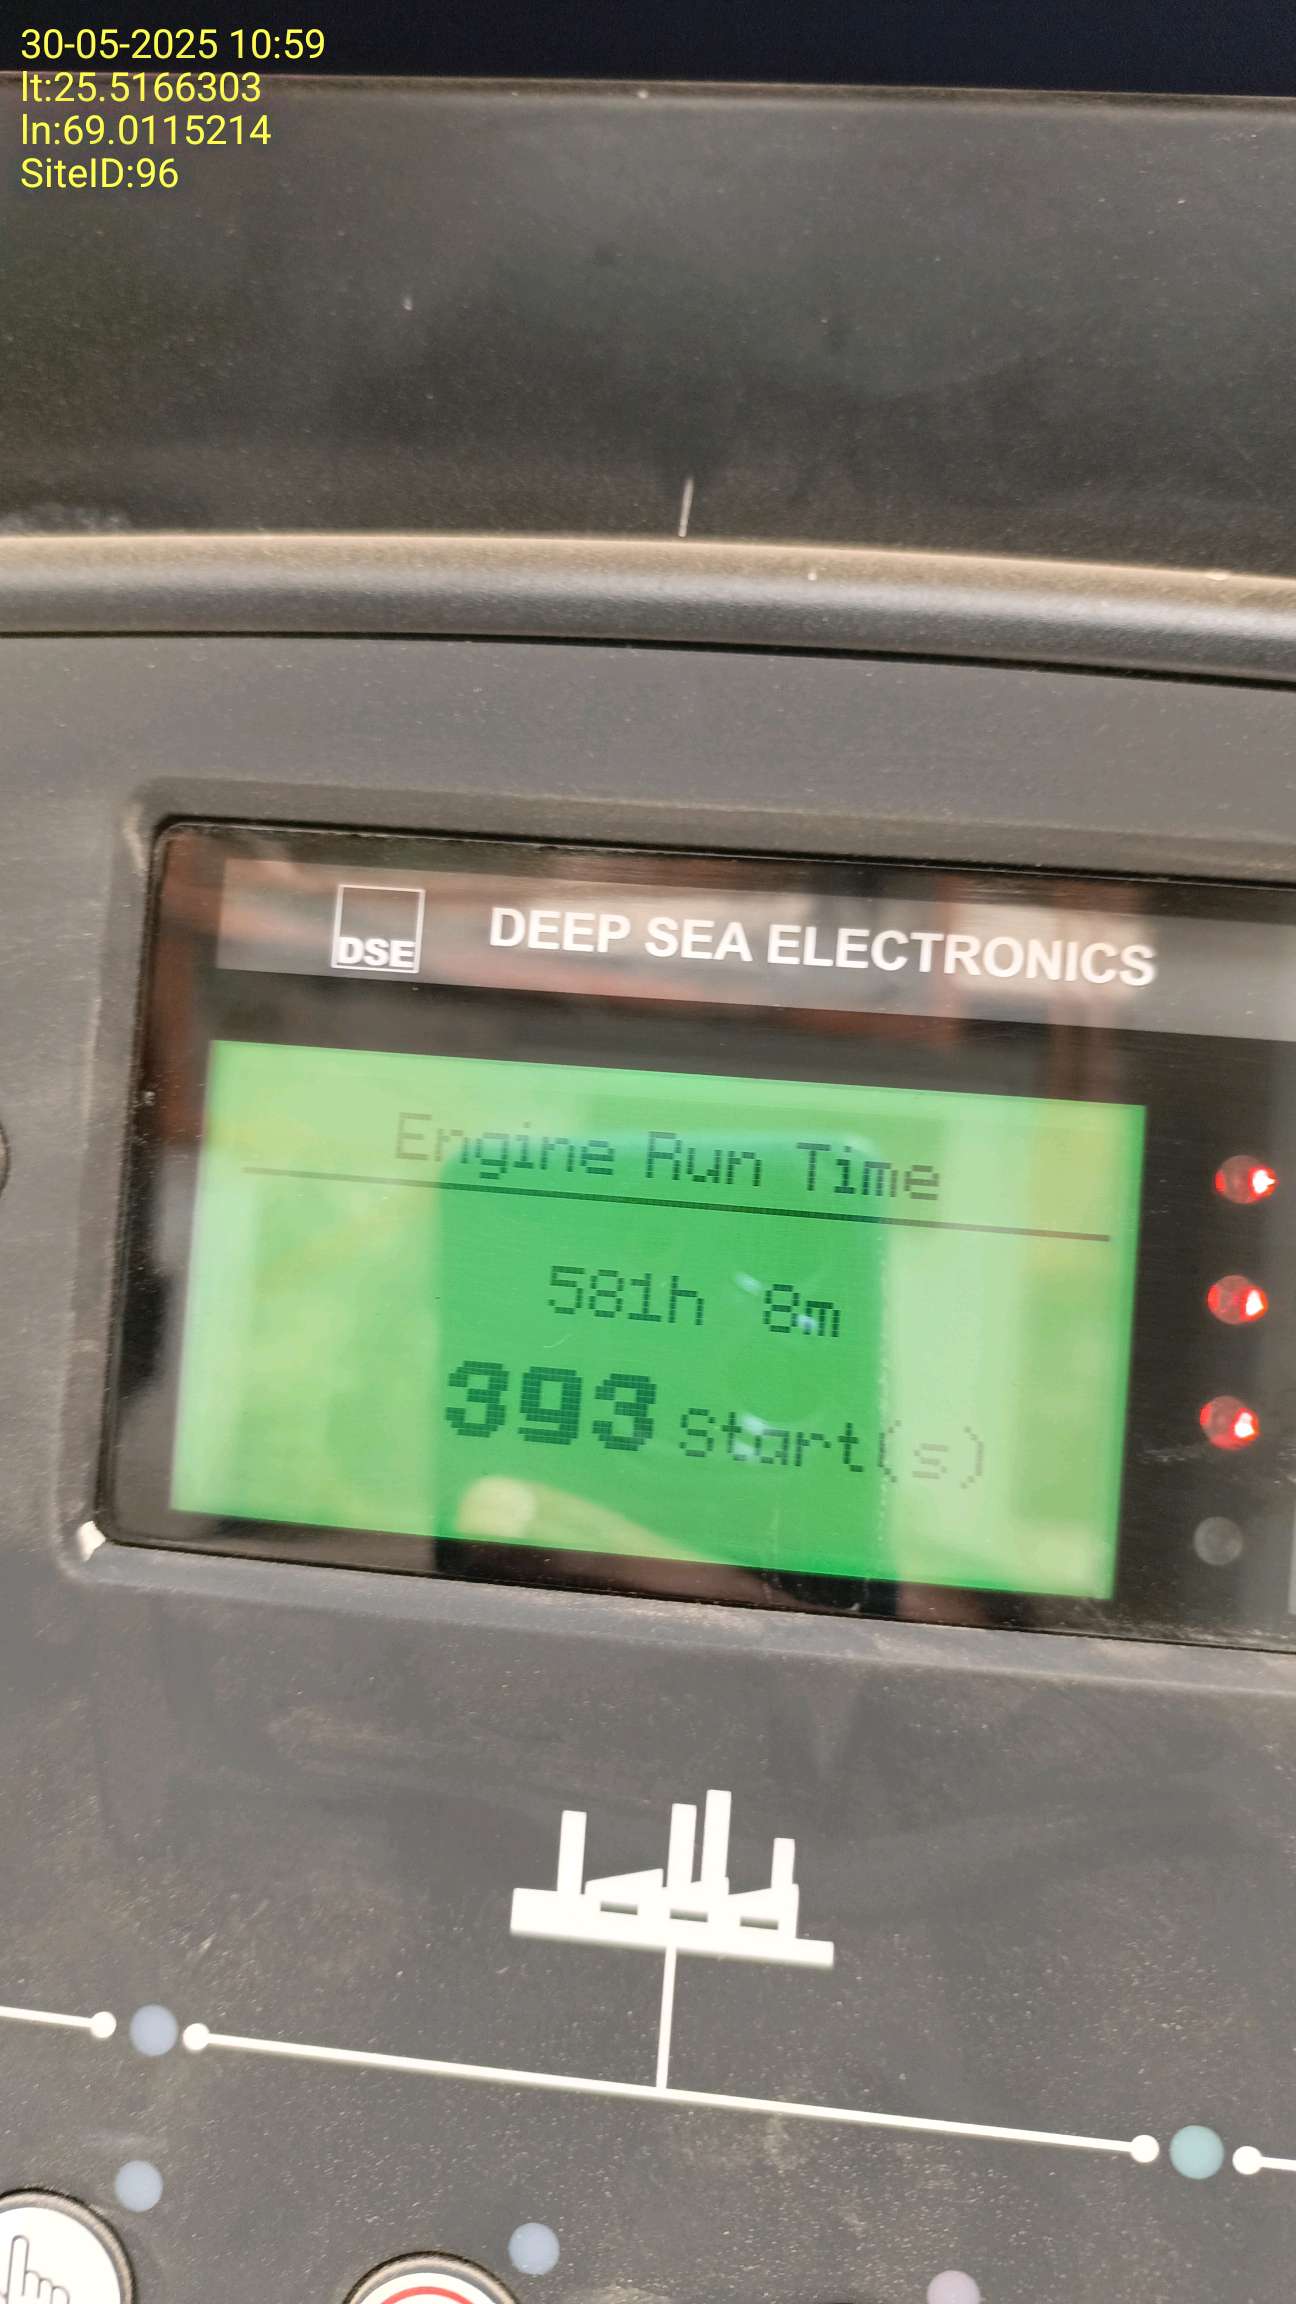 30-05-2025 10:59
lt:25.5166303
ln:69.0115214
SiteID:96
DSE
DEEP SEA ELECTRONICS
Engine Run Time
581h 8m
393 Start(s)